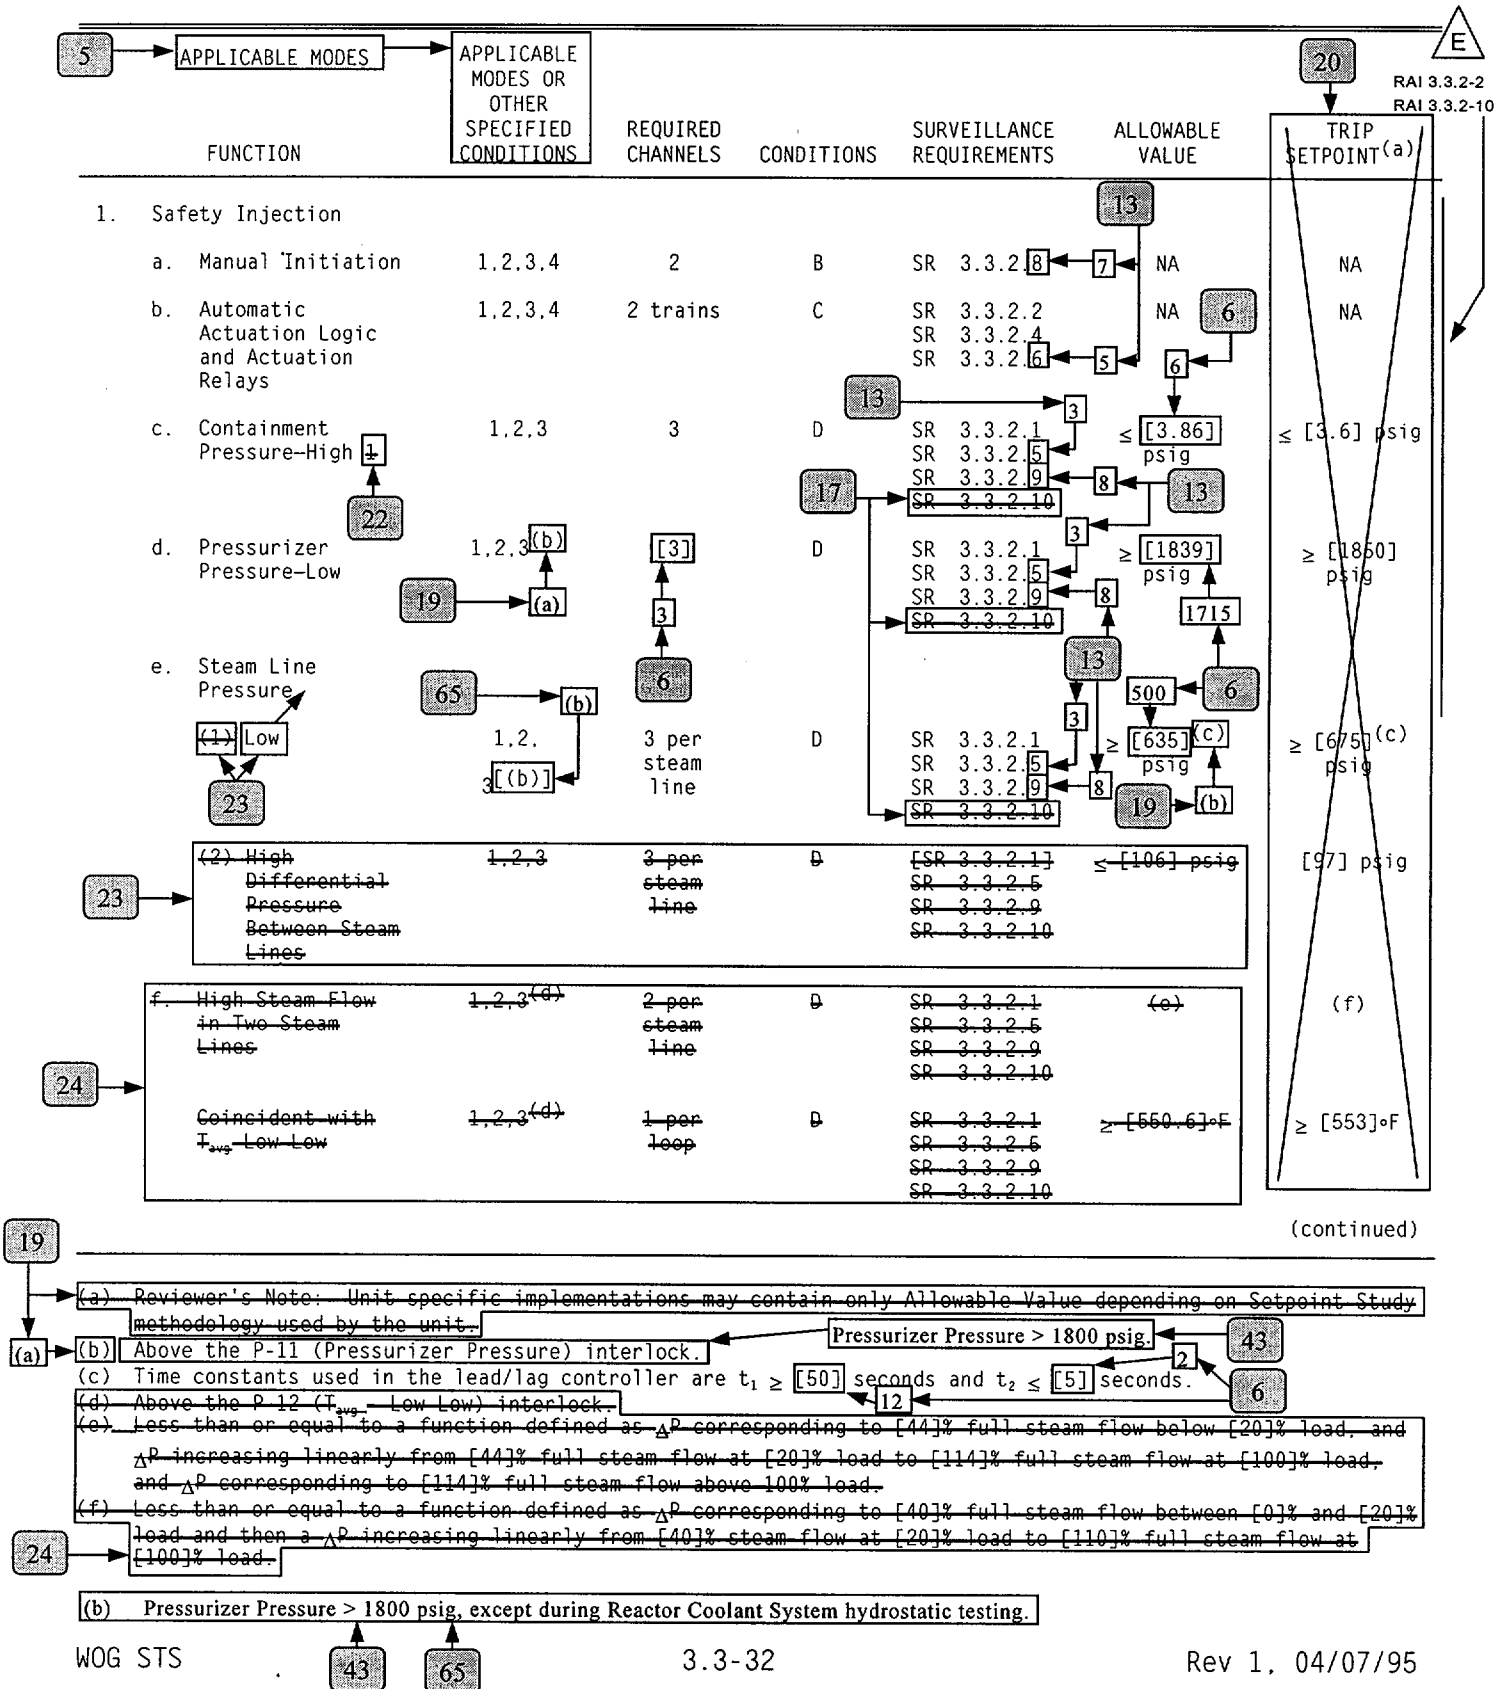 E
5
APPLICABLE MODES
APPLICABLE
MODES OR
OTHER
SPECIFIED
CONDITIONS
20
RAI 3.3.2-2
RAI 3.3.2-10
FUNCTION
REQUIRED
CHANNELS
CONDITIONS
SURVEILLANCE
REQUIREMENTS
ALLOWABLE
VALUE
TRIP
SETPOINT(a)
13
1. Safety Injection
a. Manual Initiation 1,2,3,4 2 B SR 3.3.2.8 7 NA NA
b. Automatic 1,2,3,4 2 trains C SR 3.3.2.2 NA 6 NA
Actuation Logic SR 3.3.2.4
and Actuation SR 3.3.2.6 5 6
Relays
13 3
c. Containment 1,2,3 3 D SR 3.3.2.1 ≤ [3.86] ≤ [3.6] psig
Pressure—High 1 SR 3.3.2.5 psig
SR 3.3.2.9 8 13
17 SR 3.3.2.10
22
3
d. Pressurizer 1,2,3(b) [3] D SR 3.3.2.1 ≥ [1839] ≥ [1850]
Pressure—Low SR 3.3.2.5 psig psig
19 (a) SR 3.3.2.9 8
3 SR 3.3.2.10 1715
13
e. Steam Line
Pressure
65 (b) 6 500 6
3
(1) Low 1,2, 3 per D SR 3.3.2.1 ≥ [635](c) ≥ [675](c)
3[(b)] steam SR 3.3.2.5 psig psig
line SR 3.3.2.9 8
23 SR 3.3.2.10 19 (b)
(2) High 1,2,3 3 per D [SR 3.3.2.1] ≤ [106] psig [97] psig
Differential steam SR 3.3.2.5
23 Pressure line SR 3.3.2.9
Between Steam SR 3.3.2.10
Lines
f. High Steam Flow 1,2,3(d) 2 per D SR 3.3.2.1 (e) (f)
in Two Steam steam SR 3.3.2.5
Lines line SR 3.3.2.9
24 SR 3.3.2.10
Coincident with 1,2,3(d) 1 per D SR 3.3.2.1 ≥ [550.6]°F ≥ [553]°F
Tavg—Low Low loop SR 3.3.2.5
SR 3.3.2.9
SR 3.3.2.10
(continued)
19
(a) Reviewer's Note: Unit specific implementations may contain only Allowable Value depending on Setpoint Study
methodology used by the unit.
Pressurizer Pressure > 1800 psig. 43
(a) (b) Above the P-11 (Pressurizer Pressure) interlock.
2
(c) Time constants used in the lead/lag controller are t1 ≥ [50] seconds and t2 ≤ [5] seconds.
12 6
(d) Above the P-12 (Tavg—Low Low) interlock.
(e) Less than or equal to a function defined as ΔP corresponding to [44]% full steam flow below [20]% load, and
ΔP increasing linearly from [44]% full steam flow at [20]% load to [114]% full steam flow at [100]% load,
and ΔP corresponding to [114]% full steam flow above 100% load.
(f) Less than or equal to a function defined as ΔP corresponding to [40]% full steam flow between [0]% and [20]%
load and then a ΔP increasing linearly from [40]% steam flow at [20]% load to [110]% full steam flow at
[100]% load.
24
(b) Pressurizer Pressure > 1800 psig, except during Reactor Coolant System hydrostatic testing.
43 65
WOG STS 3.3-32 Rev 1, 04/07/95